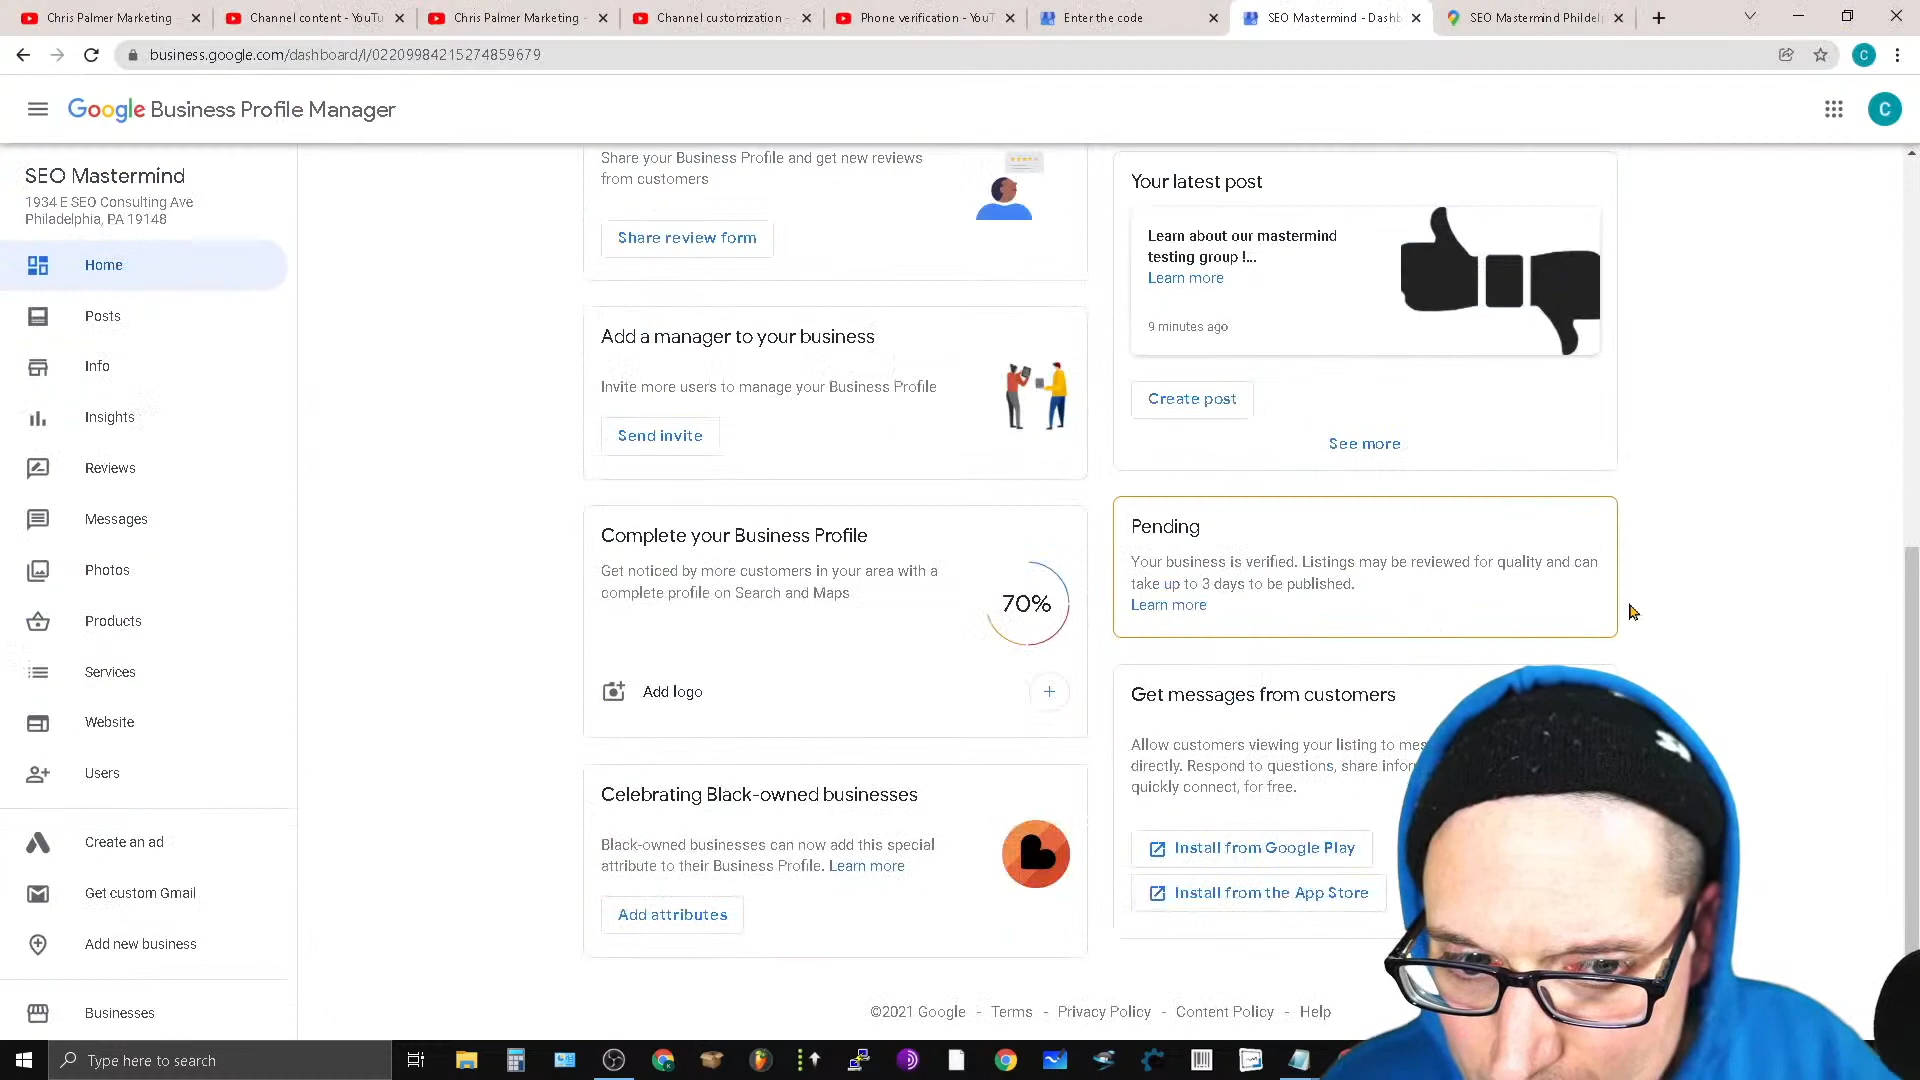 Chris Palmer Marketing
Channel content - YouTu
Chris Palmer Marketing -
Channel customization -
Phone verification - YouT
Enter the code
SEO Mastermind - Dashb
SEO Mastermind Phildel
business.google.com/dashboard/l/02209984215274859679
C
Google Business Profile Manager
C
SEO Mastermind
1934 E SEO Consulting Ave
Philadelphia, PA 19148
Home
Posts
Info
Insights
Reviews
Messages
Photos
Products
Services
Website
Users
Create an ad
Get custom Gmail
Add new business
Businesses
Share your Business Profile and get new reviews
from customers
Share review form
Add a manager to your business
Invite more users to manage your Business Profile
Send invite
Complete your Business Profile
Get noticed by more customers in your area with a
complete profile on Search and Maps
70%
Add logo
Celebrating Black-owned businesses
Black-owned businesses can now add this special
attribute to their Business Profile. Learn more
Add attributes
Your latest post
Learn about our mastermind
testing group !...
Learn more
9 minutes ago
Create post
See more
Pending
Your business is verified. Listings may be reviewed for quality and can
take up to 3 days to be published.
Learn more
Get messages from customers
Allow customers viewing your listing to mes
directly. Respond to questions, share infor
quickly connect, for free.
Install from Google Play
Install from the App Store
©2021 Google - Terms - Privacy Policy - Content Policy - Help
Type here to search